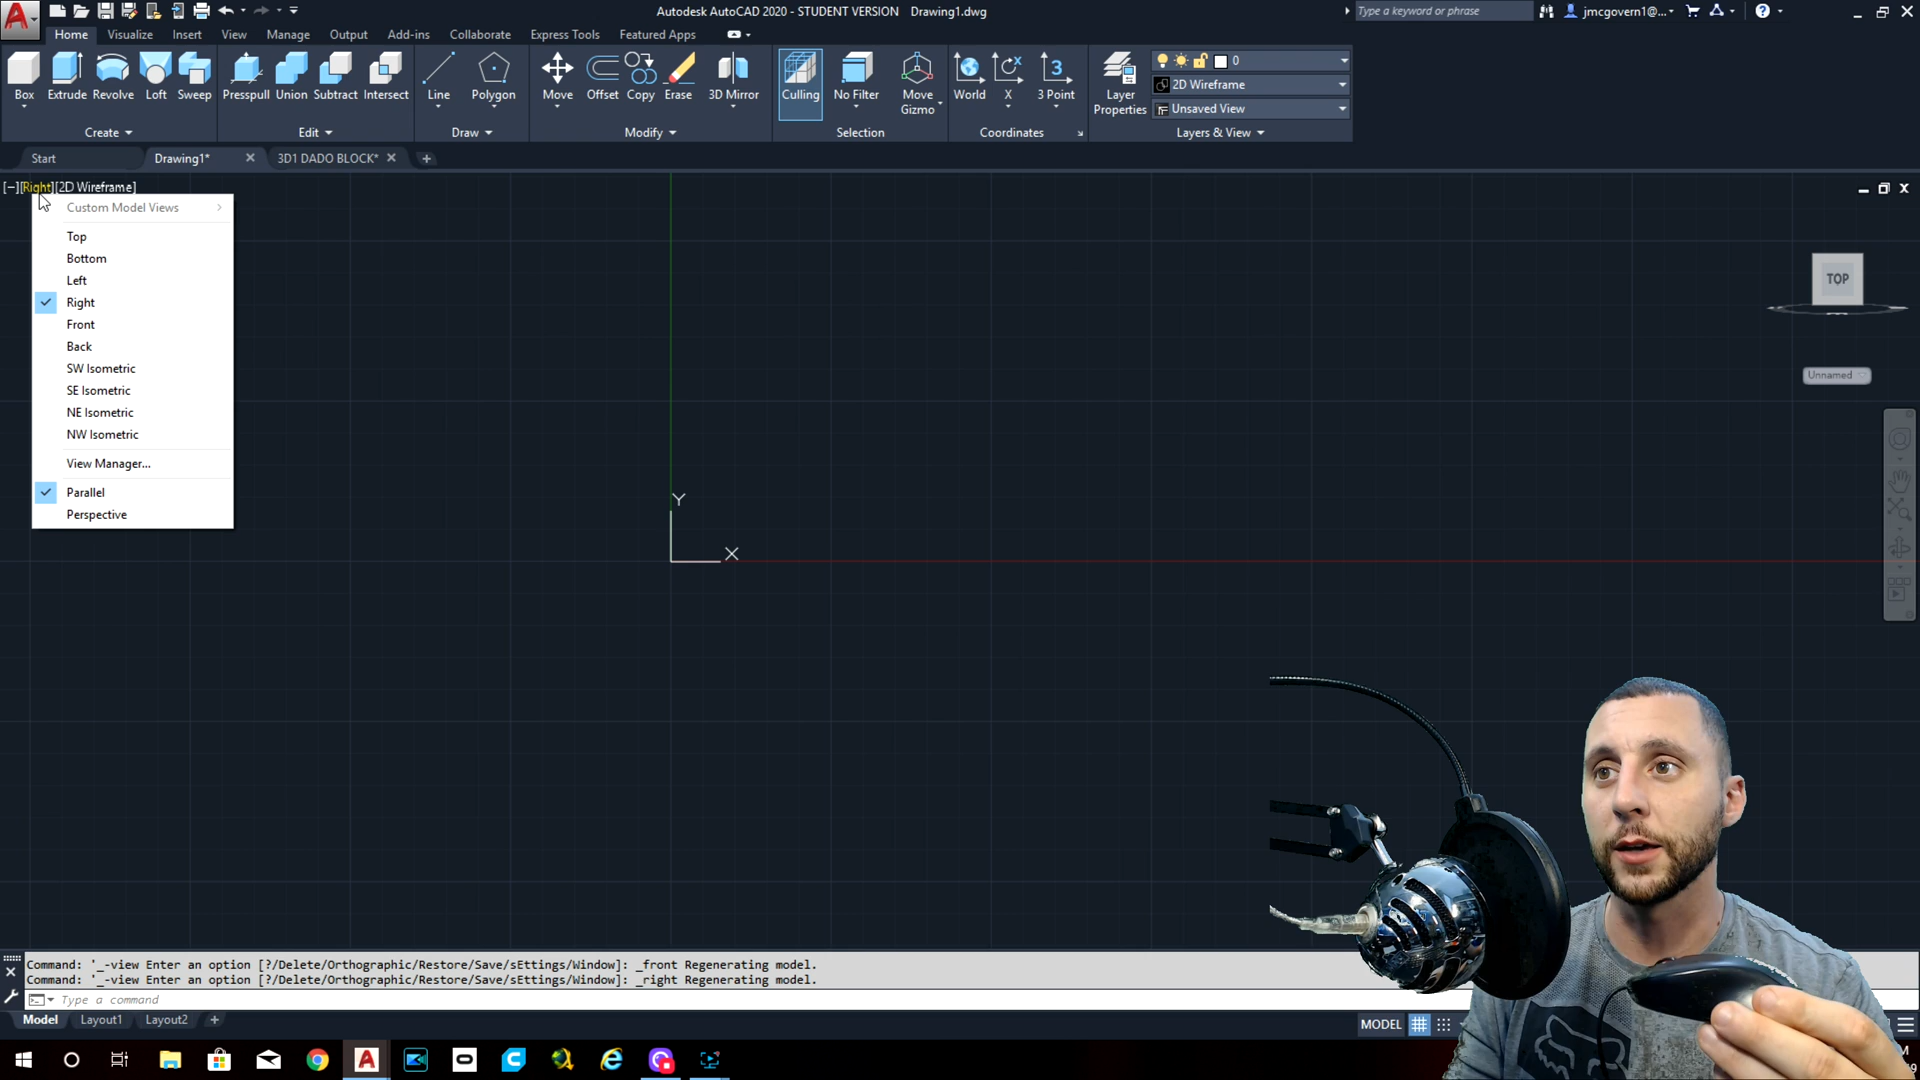 Autodesk AutoCAD 2020 - STUDENT VERSION Drawing1.dwg
Type a keyword or phrase
jmcgovern1@...
Home Visualize Insert View Manage Output Add-ins Collaborate Express Tools Featured Apps
Box Extrude Revolve Loft Sweep Presspull Union Subtract Intersect Line Polygon Move Offset Copy Erase 3D Mirror Culling No Filter Move Gizmo World X 3 Point Layer Properties
0
2D Wireframe
Unsaved View
Create Edit Draw Modify Selection Coordinates Layers & View
Start Drawing1* 3D1 DADO BLOCK*
[−][Right][2D Wireframe]
Custom Model Views
Top
Bottom
Left
Right
Front
Back
SW Isometric
SE Isometric
NE Isometric
NW Isometric
View Manager...
Parallel
Perspective
TOP
Unnamed
Y
X
Command: '_-view Enter an option [?/Delete/Orthographic/Restore/Save/sEttings/Window]: _front Regenerating model.
Command: '_-view Enter an option [?/Delete/Orthographic/Restore/Save/sEttings/Window]: _right Regenerating model.
Type a command
Model Layout1 Layout2 +
MODEL